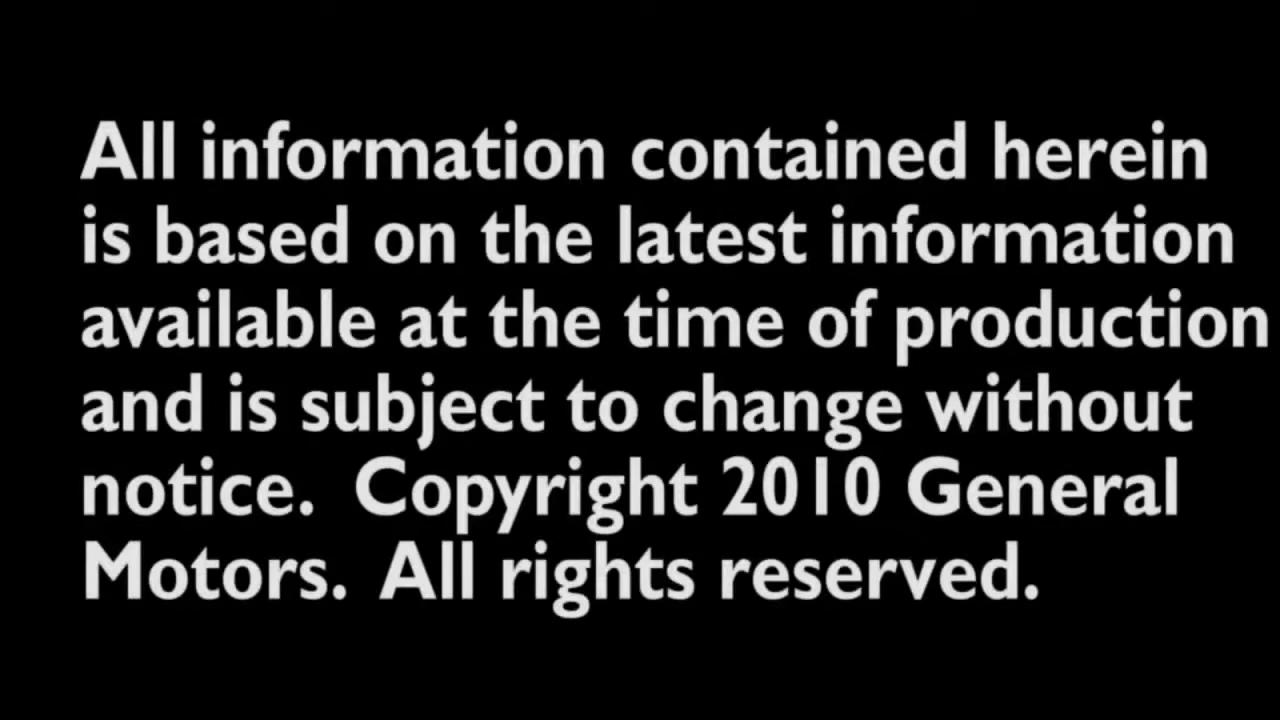 All information contained herein
is based on the latest information
available at the time of production
and is subject to change without
notice.  Copyright 2010 General
Motors.  All rights reserved.